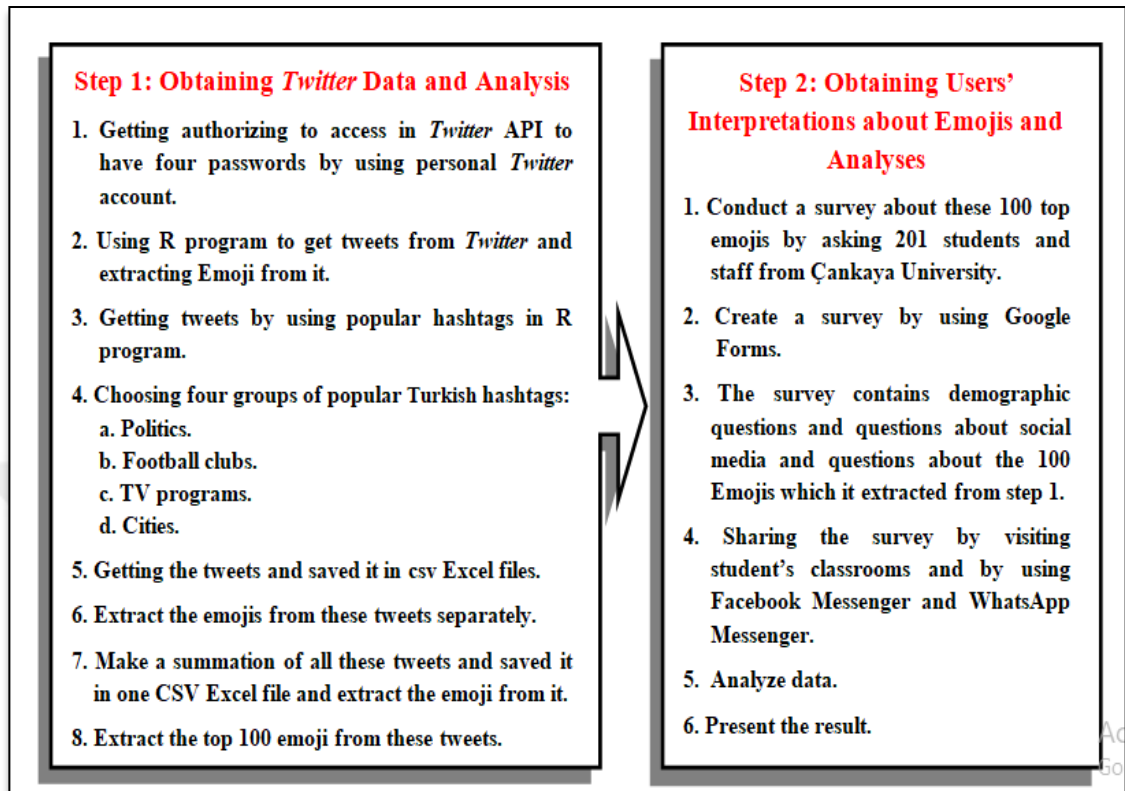 Step 1: Obtaining Twitter Data and Analysis
1. Getting authorizing to access in Twitter API to
have four passwords by using personal Twitter
account.
2. Using R program to get tweets from Twitter and
extracting Emoji from it.
3. Getting tweets by using popular hashtags in R
program.
4. Choosing four groups of popular Turkish hashtags:
a. Politics.
b. Football clubs.
c. TV programs.
d. Cities.
5. Getting the tweets and saved it in csv Excel files.
6. Extract the emojis from these tweets separately.
7. Make a summation of all these tweets and saved it
in one CSV Excel file and extract the emoji from it.
8. Extract the top 100 emoji from these tweets.
Step 2: Obtaining Users’
Interpretations about Emojis and
Analyses
1. Conduct a survey about these 100 top
emojis by asking 201 students and
staff from Çankaya University.
2. Create a survey by using Google
Forms.
3. The survey contains demographic
questions and questions about social
media and questions about the 100
Emojis which it extracted from step 1.
4. Sharing the survey by visiting
student’s classrooms and by using
Facebook Messenger and WhatsApp
Messenger.
5. Analyze data.
6. Present the result.